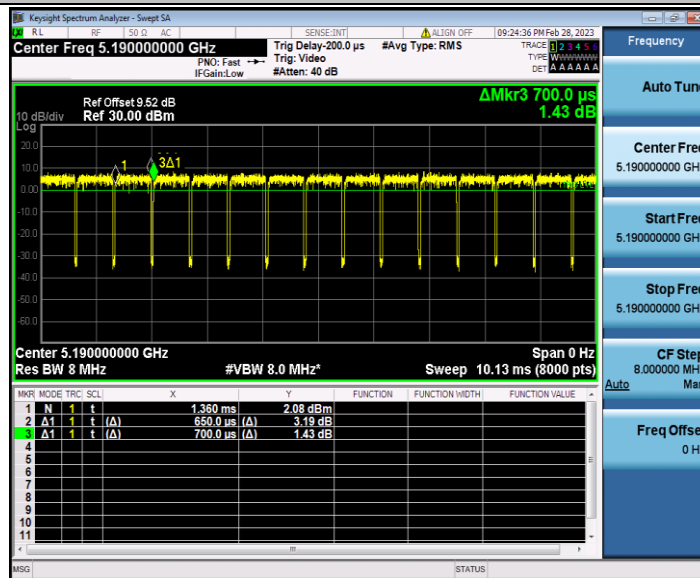 Keysight Spectrum Analyzer - Swept SA
RL RF 50 Ω AC SENSE:INT ALIGN OFF 09:24:36 PM Feb 28, 2023
Center Freq 5.190000000 GHz
PNO: Fast
IFGain:Low
Trig Delay-200.0 µs
Trig: Video
#Atten: 40 dB
#Avg Type: RMS
TRACE 1 2 3 4 5 6
TYPE W
DET A A A A A A
Frequency
Auto Tune
Center Freq
5.190000000 GH
Start Freq
5.190000000 GH
Stop Freq
5.190000000 GH
CF Step
8.000000 MH
Auto Man
Freq Offse
0 H
Ref Offset 9.52 dB
10 dB/div Ref 30.00 dBm
Log
ΔMkr3 700.0 µs
1.43 dB
20.0
10.0
0.00
-10.0
-20.0
-30.0
-40.0
-50.0
-60.0
1
3Δ1
Center 5.190000000 GHz Span 0 Hz
Res BW 8 MHz #VBW 8.0 MHz* Sweep 10.13 ms (8000 pts)
MKR MODE TRC SCL X Y FUNCTION FUNCTION WIDTH FUNCTION VALUE
1 N 1 t 1.360 ms 2.08 dBm
2 Δ1 1 t (Δ) 650.0 µs (Δ) 3.19 dB
3 Δ1 1 t (Δ) 700.0 µs (Δ) 1.43 dB
4
5
6
7
8
9
10
11
MSG STATUS